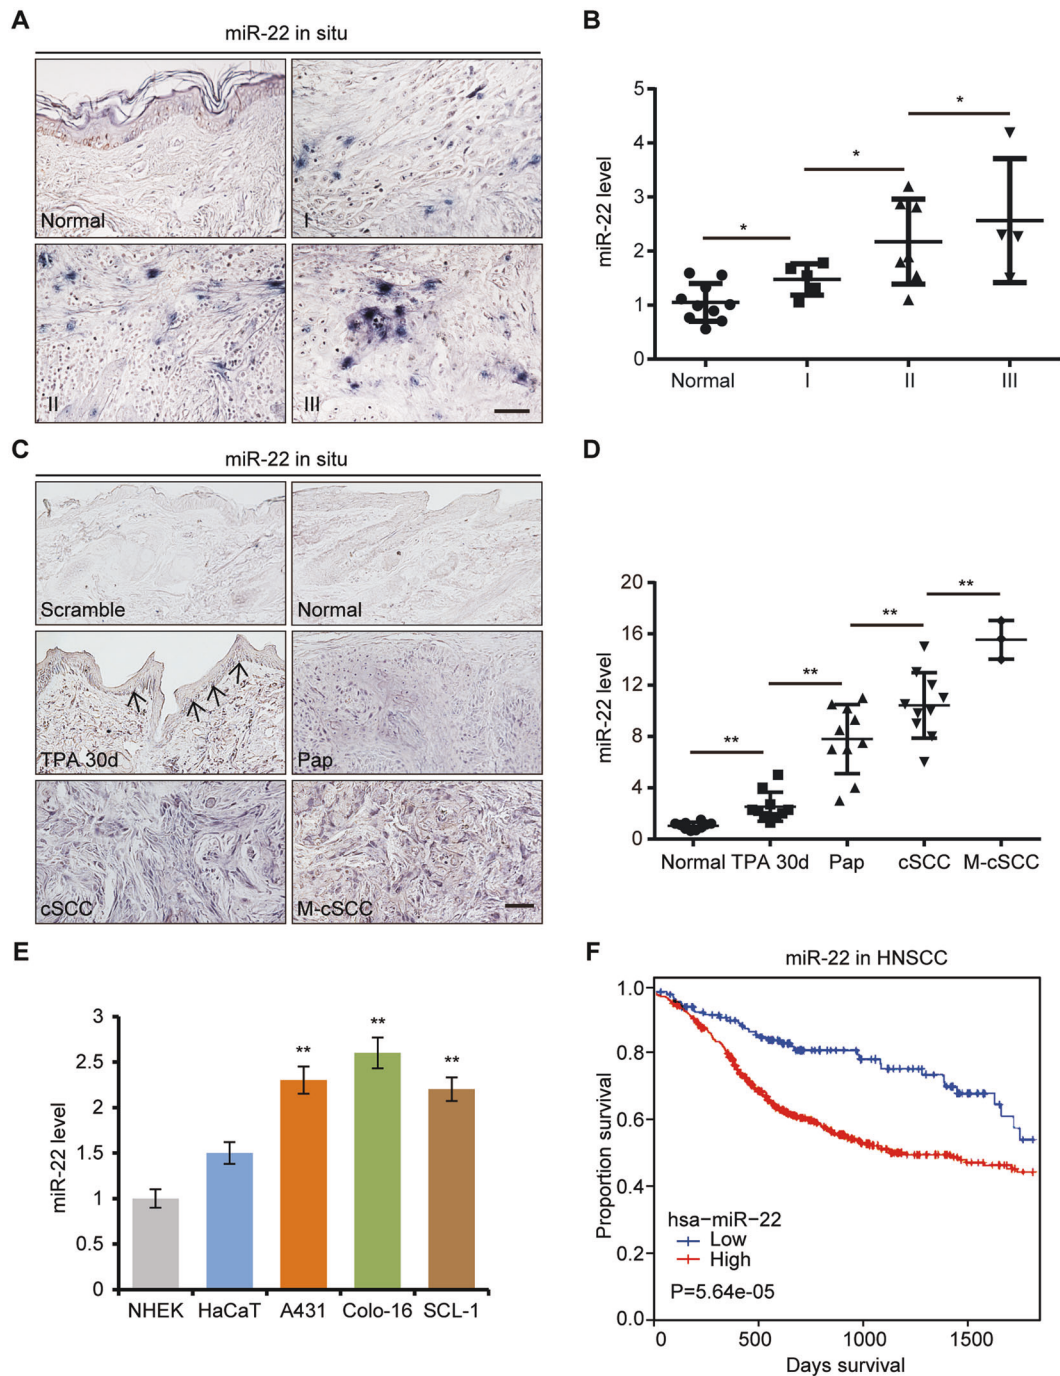 A
miR-22 in situ
Normal
I
II
III
B
miR-22 level
5
4
3
2
1
0
*
*
*
Normal
I
II
III
C
miR-22 in situ
Scramble
Normal
TPA 30d
Pap
cSCC
M-cSCC
D
miR-22 level
20
16
12
8
4
0
**
**
**
**
Normal
TPA 30d
Pap
cSCC
M-cSCC
E
miR-22 level
3
2.5
2
1.5
1
0.5
0
**
**
**
NHEK
HaCaT
A431
Colo-16
SCL-1
F
miR-22 in HNSCC
Proportion survival
1.0
0.8
0.6
0.4
0.2
0.0
hsa−miR−22
Low
High
P=5.64e-05
0
500
1000
1500
Days survival